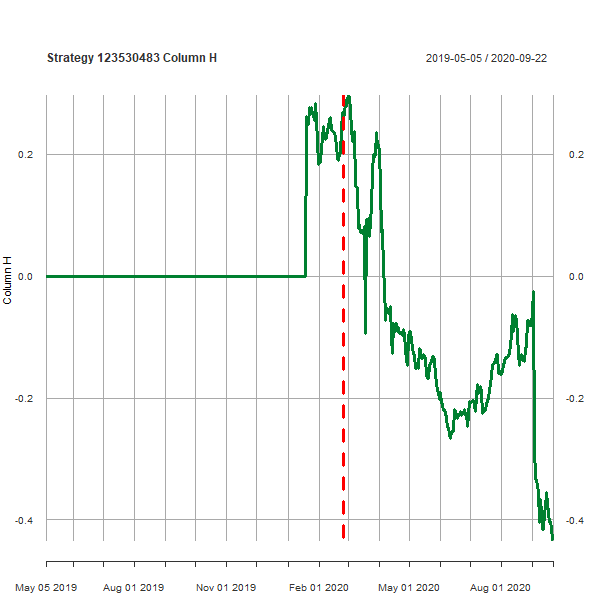 Strategy 123530483 Column H
2019-05-05 / 2020-09-22
0.2
0.2
0.0
0.0
-0.2
-0.2
-0.4
-0.4
Column H
May 05 2019
Aug 01 2019
Nov 01 2019
Feb 01 2020
May 01 2020
Aug 01 2020